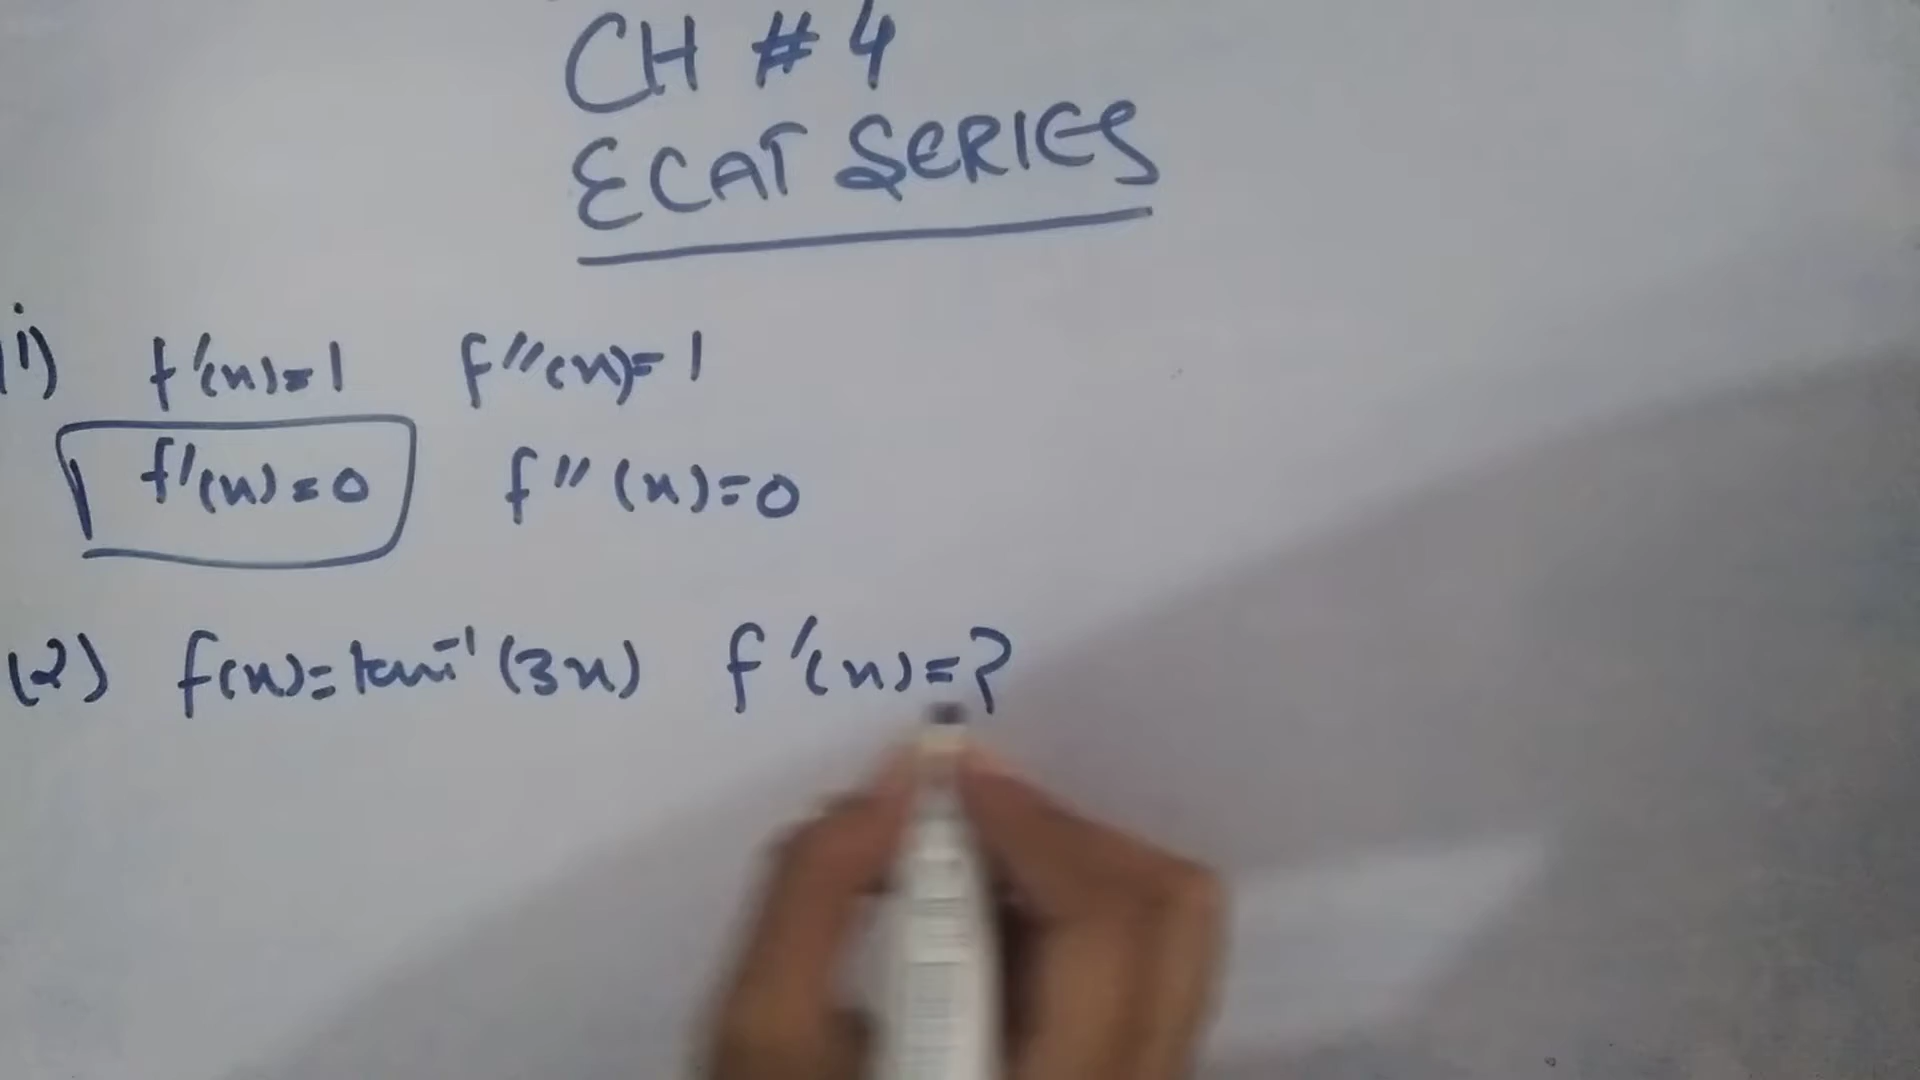 CH # 4
ECAT SERIES
(i) f'(x)=1 f''(x)=1
f'(x)=0 f''(x)=0
(2) f(x)=tan⁻¹(3x) f'(x)=?